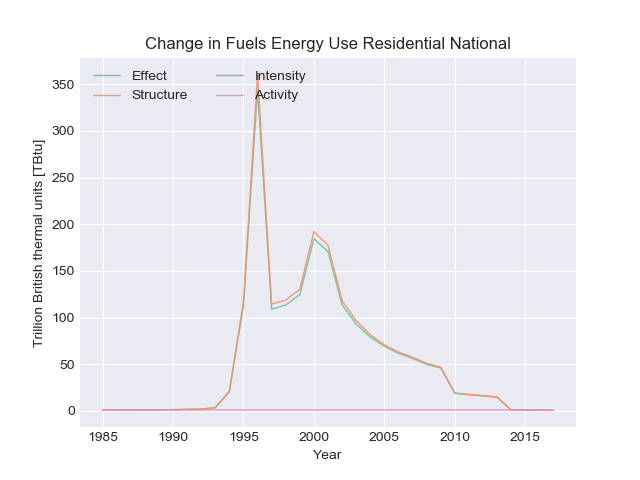 Change in Fuels Energy Use Residential National
Effect
Structure
Intensity
Activity
Trillion British thermal units [TBtu]
350
300
250
200
150
100
50
0
1985 1990 1995 2000 2005 2010 2015
Year